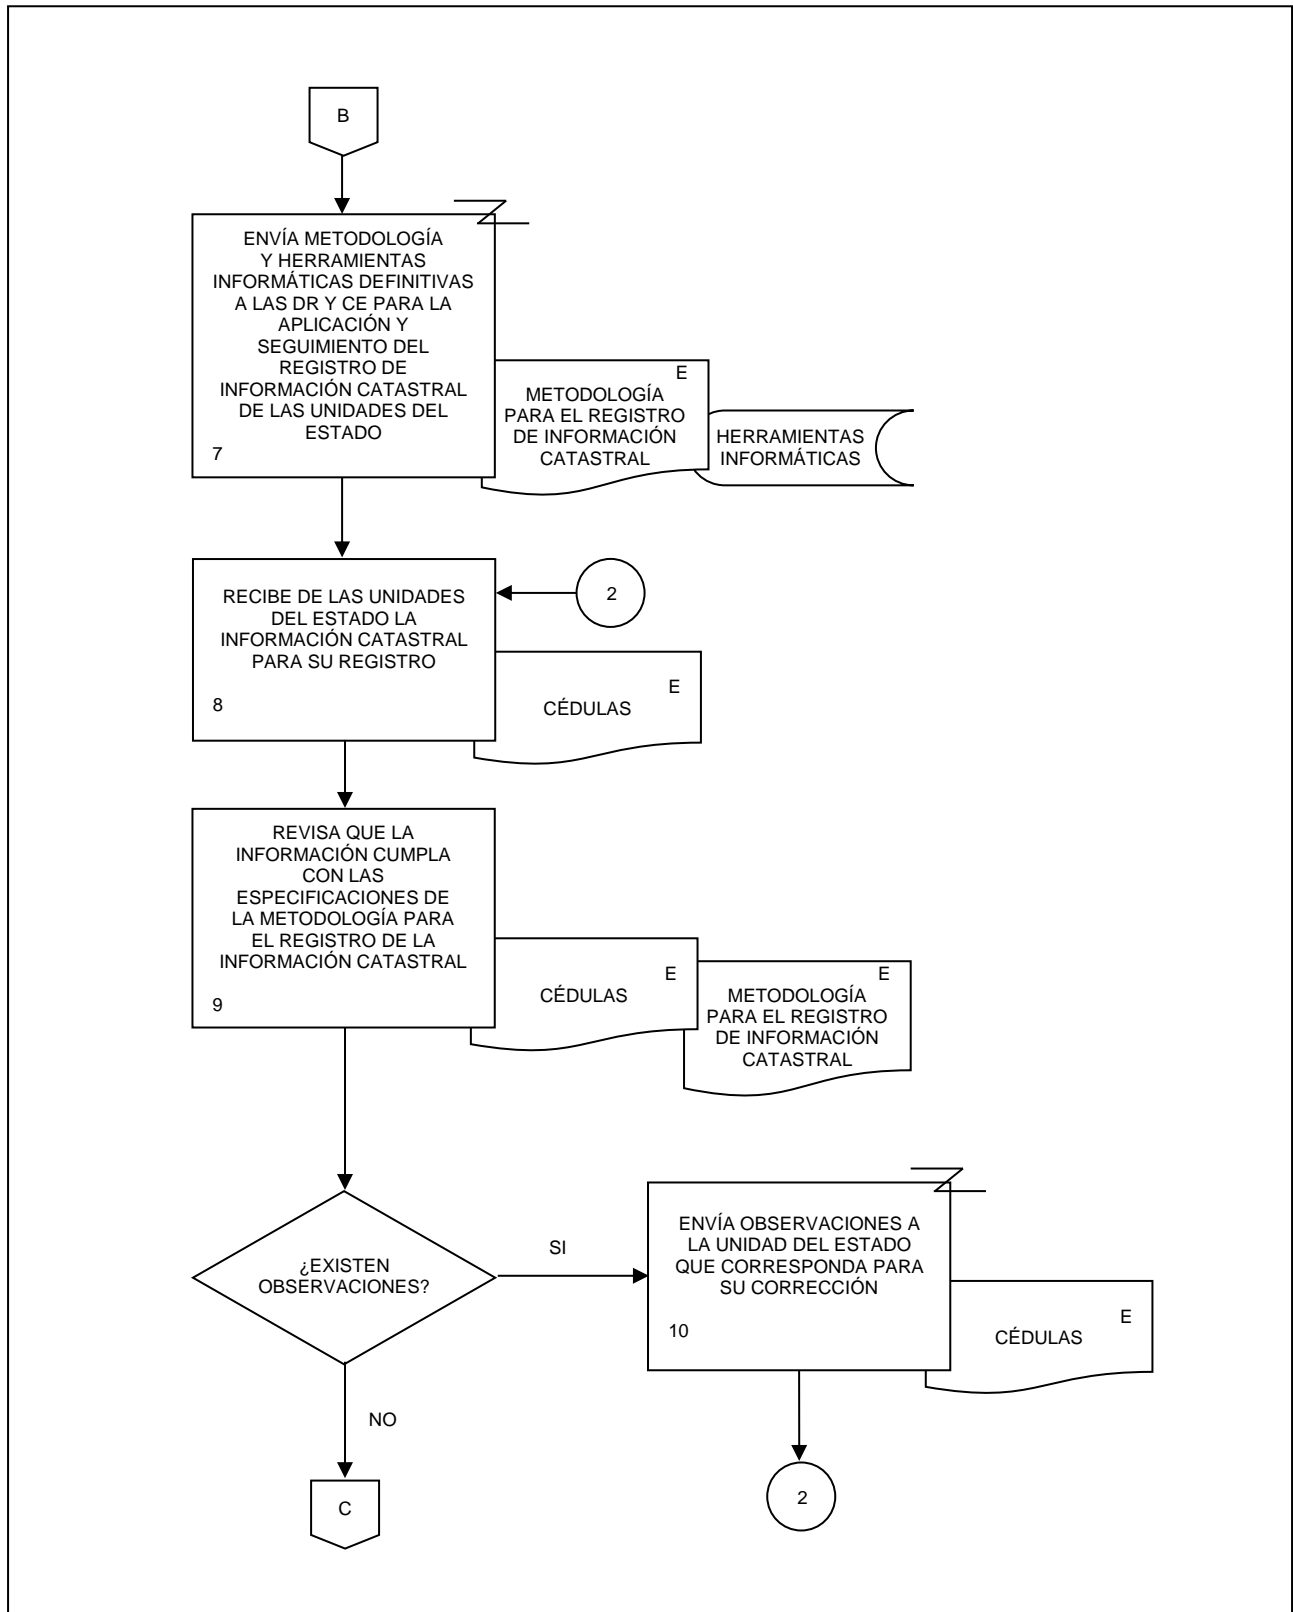 B
ENVÍA METODOLOGÍA
Y HERRAMIENTAS
INFORMÁTICAS DEFINITIVAS
A LAS DR Y CE PARA LA
APLICACIÓN Y
SEGUIMIENTO DEL
REGISTRO DE
INFORMACIÓN CATASTRAL
DE LAS UNIDADES DEL
ESTADO
7
E
METODOLOGÍA
PARA EL REGISTRO
DE INFORMACIÓN
CATASTRAL
HERRAMIENTAS
INFORMÁTICAS
RECIBE DE LAS UNIDADES
DEL ESTADO LA
INFORMACIÓN CATASTRAL
PARA SU REGISTRO
8
2
E
CÉDULAS
REVISA QUE LA
INFORMACIÓN CUMPLA
CON LAS
ESPECIFICACIONES DE
LA METODOLOGÍA PARA
EL REGISTRO DE LA
INFORMACIÓN CATASTRAL
9
E
CÉDULAS
E
METODOLOGÍA
PARA EL REGISTRO
DE INFORMACIÓN
CATASTRAL
¿EXISTEN
OBSERVACIONES?
SI
ENVÍA OBSERVACIONES A
LA UNIDAD DEL ESTADO
QUE CORRESPONDA PARA
SU CORRECCIÓN
10
E
CÉDULAS
NO
C
2